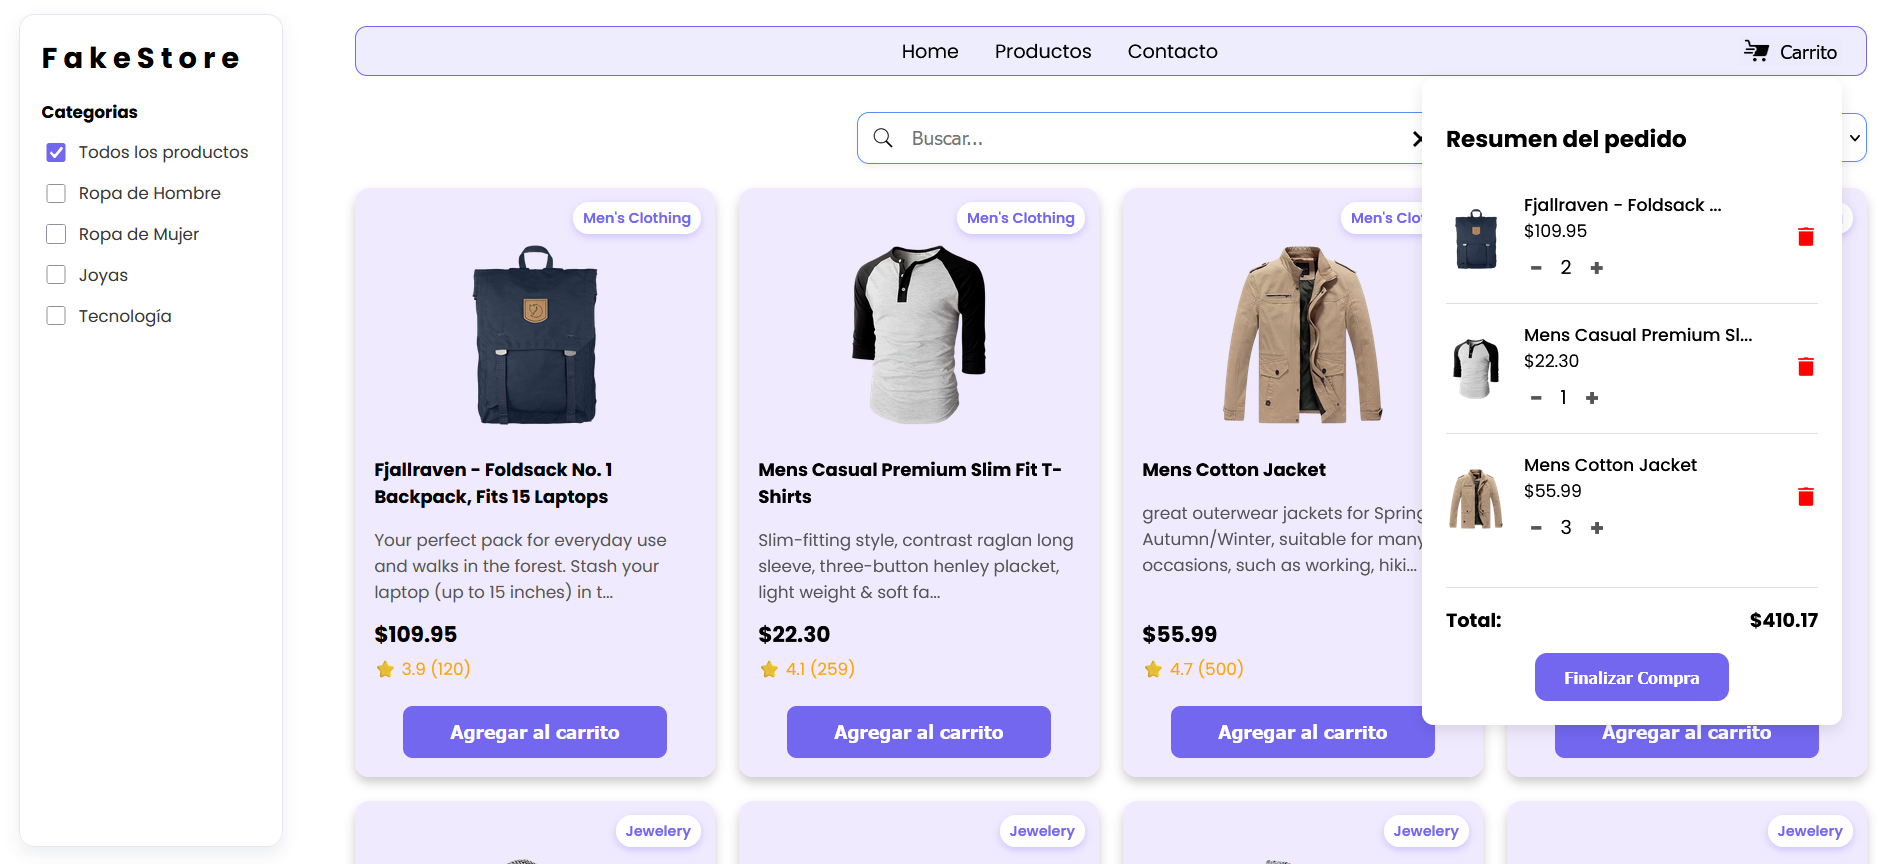 FakeStore
Categorias
Todos los productos
Ropa de Hombre
Ropa de Mujer
Joyas
Tecnología
Home
Productos
Contacto
Carrito
Buscar...
Men's Clothing
Fjallraven - Foldsack No. 1
Backpack, Fits 15 Laptops
Your perfect pack for everyday use
and walks in the forest. Stash your
laptop (up to 15 inches) in t...
$109.95
3.9 (120)
Agregar al carrito
Men's Clothing
Mens Casual Premium Slim Fit T-
Shirts
Slim-fitting style, contrast raglan long
sleeve, three-button henley placket,
light weight & soft fa...
$22.30
4.1 (259)
Agregar al carrito
Men's Clo
Mens Cotton Jacket
great outerwear jackets for Spring
Autumn/Winter, suitable for many
occasions, such as working, hiki...
$55.99
4.7 (500)
Agregar al carrito
Agregar al carrito
Resumen del pedido
Fjallraven - Foldsack ...
$109.95
- 2 +
Mens Casual Premium Sl...
$22.30
- 1 +
Mens Cotton Jacket
$55.99
- 3 +
Total: $410.17
Finalizar Compra
Jewelery
Jewelery
Jewelery
Jewelery